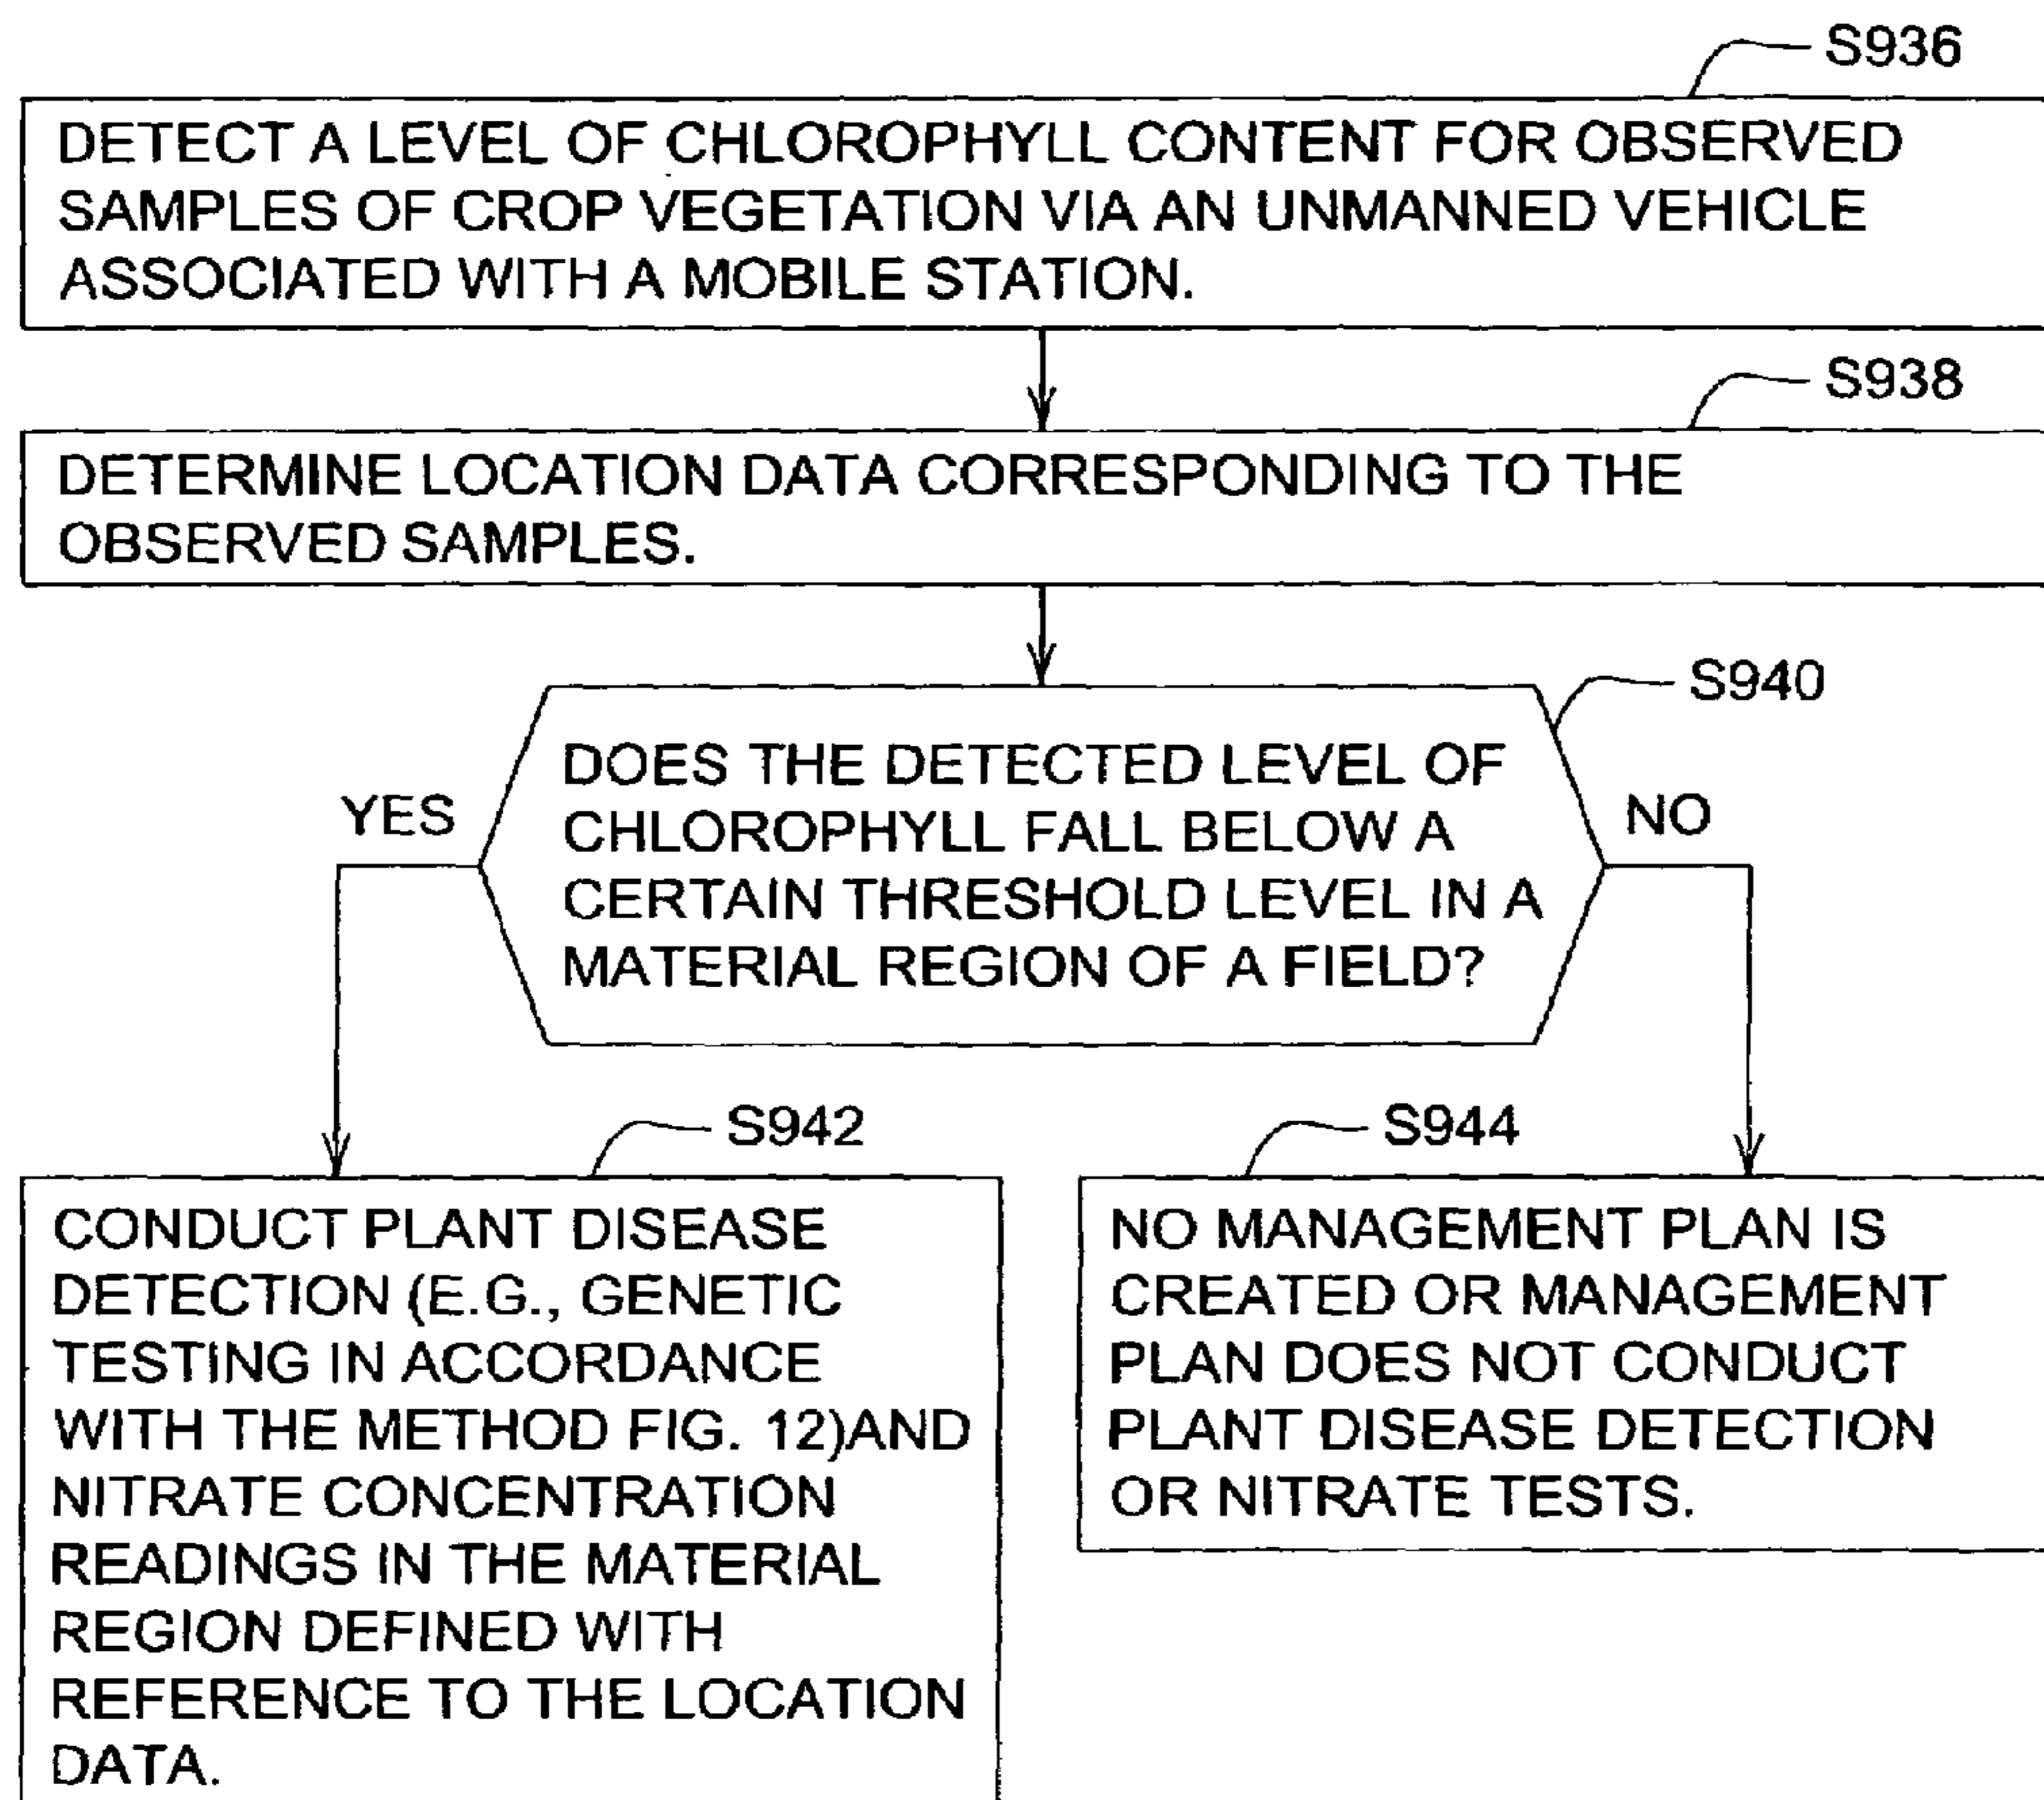 S936
DETECT A LEVEL OF CHLOROPHYLL CONTENT FOR OBSERVED
SAMPLES OF CROP VEGETATION VIA AN UNMANNED VEHICLE
ASSOCIATED WITH A MOBILE STATION.
S938
DETERMINE LOCATION DATA CORRESPONDING TO THE
OBSERVED SAMPLES.
S940
DOES THE DETECTED LEVEL OF
CHLOROPHYLL FALL BELOW A
CERTAIN THRESHOLD LEVEL IN A
MATERIAL REGION OF A FIELD?
YES
NO
S942
CONDUCT PLANT DISEASE
DETECTION (E.G., GENETIC
TESTING IN ACCORDANCE
WITH THE METHOD FIG. 12)AND
NITRATE CONCENTRATION
READINGS IN THE MATERIAL
REGION DEFINED WITH
REFERENCE TO THE LOCATION
DATA.
S944
NO MANAGEMENT PLAN IS
CREATED OR MANAGEMENT
PLAN DOES NOT CONDUCT
PLANT DISEASE DETECTION
OR NITRATE TESTS.